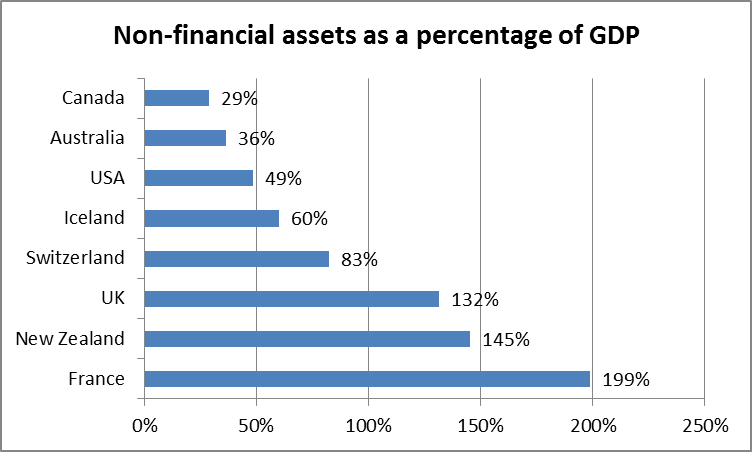 Non-financial assets as a percentage of GDP
Canada 29%
Australia 36%
USA 49%
Iceland 60%
Switzerland 83%
UK 132%
New Zealand 145%
France 199%
0% 50% 100% 150% 200% 250%